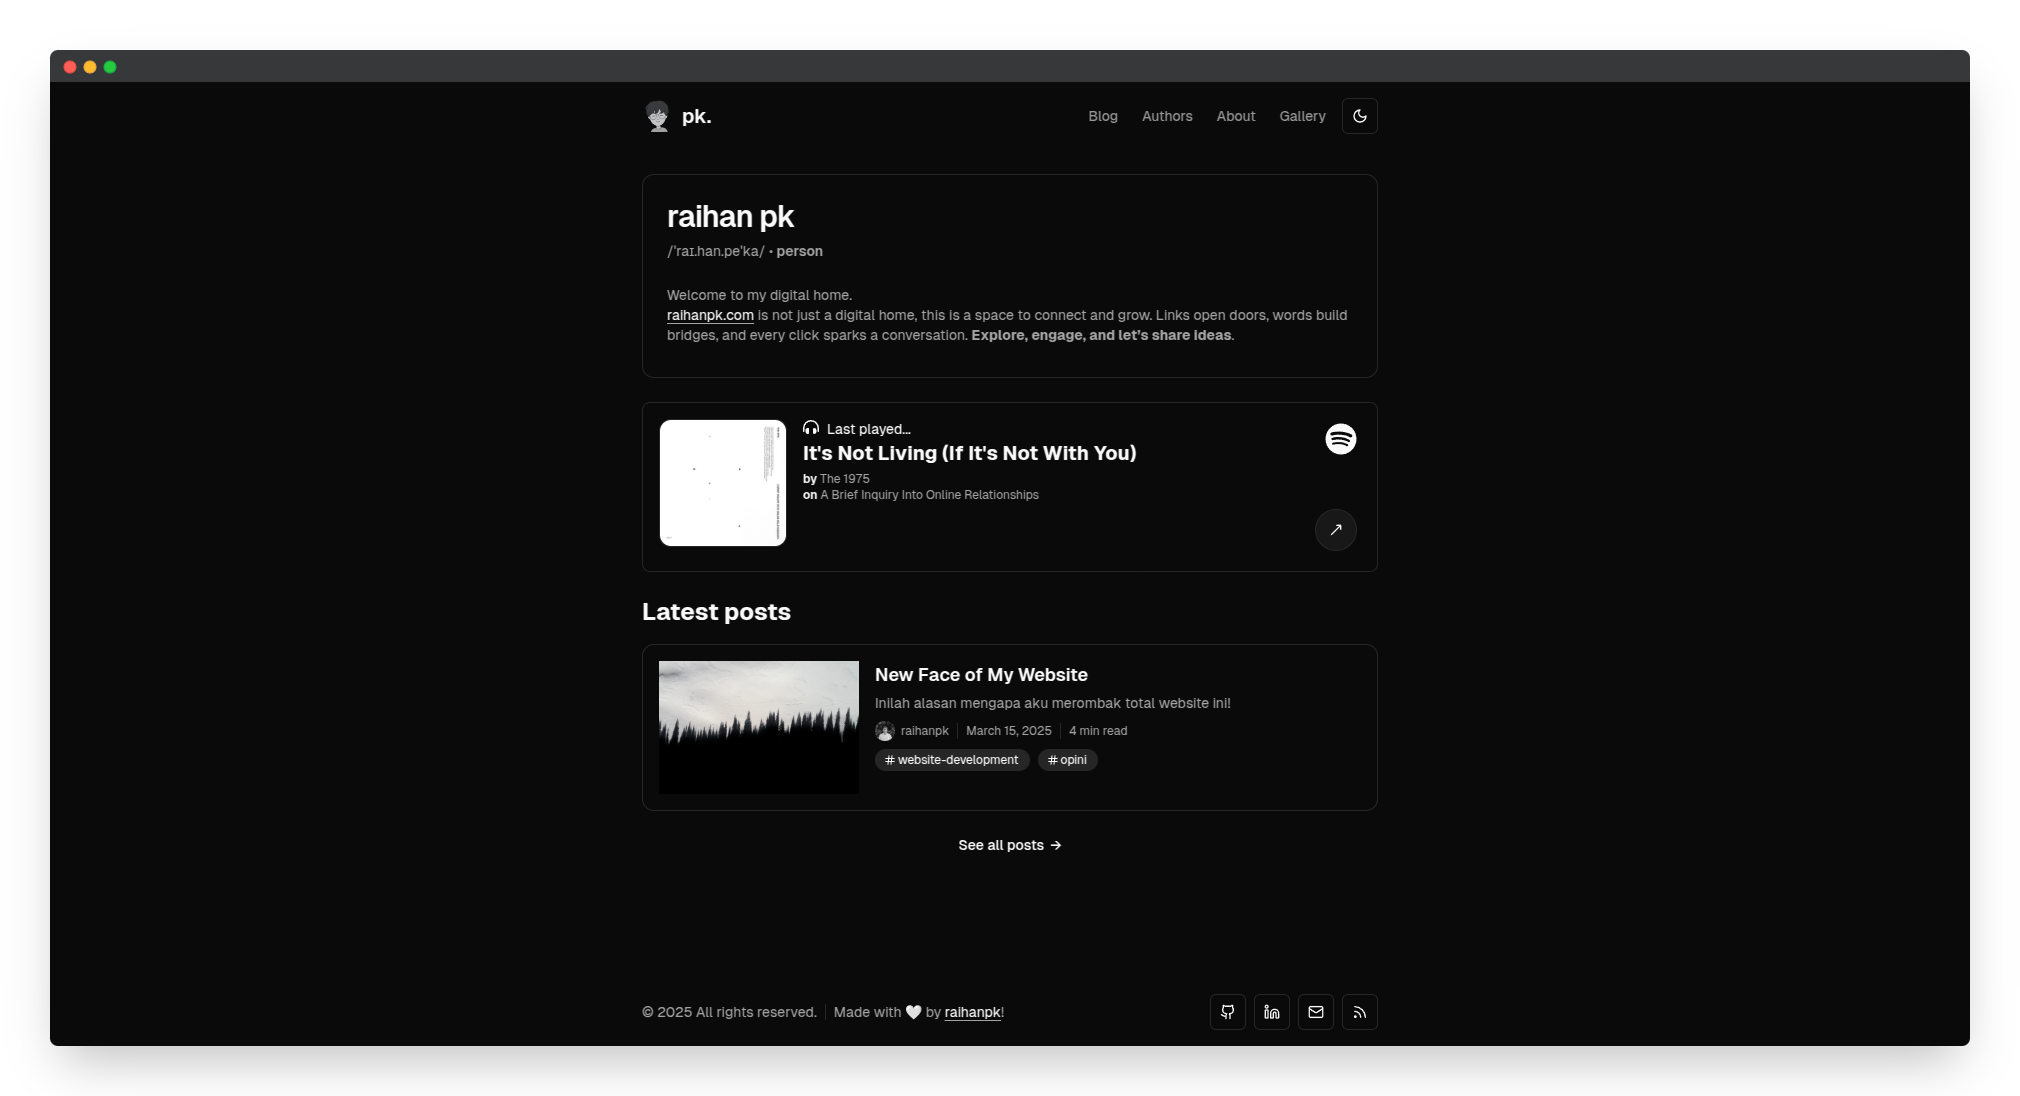 pk.
Blog
Authors
About
Gallery
raihan pk
/ˈraɪ.han.peˈka/ • person
Welcome to my digital home.
raihanpk.com is not just a digital home, this is a space to connect and grow. Links open doors, words build
bridges, and every click sparks a conversation. Explore, engage, and let's share ideas.
Last played...
It's Not Living (If It's Not With You)
by The 1975
on A Brief Inquiry Into Online Relationships
Latest posts
New Face of My Website
Inilah alasan mengapa aku merombak total website ini!
raihanpk
March 15, 2025
4 min read
# website-development
# opini
See all posts →
© 2025 All rights reserved.
Made with 🤍 by raihanpk!